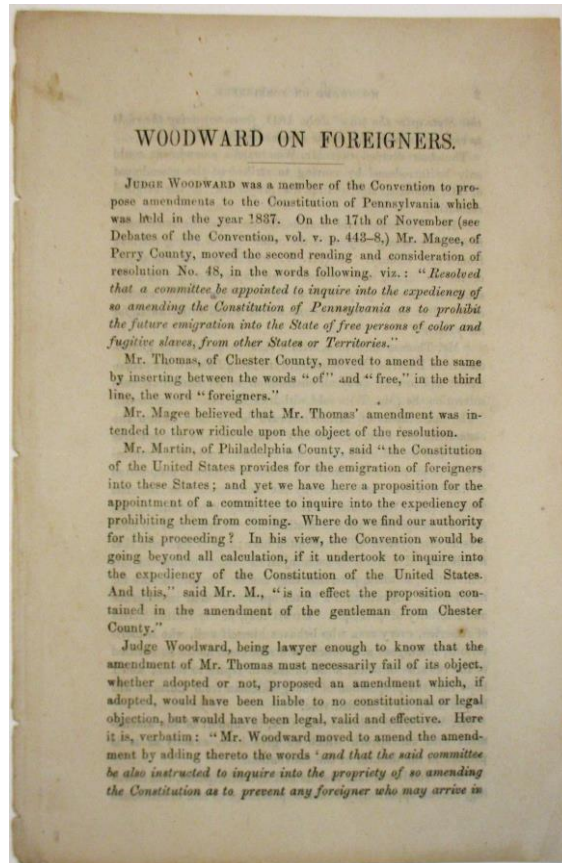 WOODWARD ON FOREIGNERS.
JUDGE WOODWARD was a member of the Convention to pro-
pose amendments to the Constitution of Pennsylvania which
was held in the year 1837. On the 17th of November (see
Debates of the Convention, vol. v. p. 443–8,) Mr. Magee, of
Perry County, moved the second reading and consideration of
resolution No. 48, in the words following, viz.: "Resolved
that a committee be appointed to inquire into the expediency of
so amending the Constitution of Pennsylvania as to prohibit
the future emigration into the State of free persons of color and
fugitive slaves, from other States or Territories."
Mr. Thomas, of Chester County, moved to amend the same
by inserting between the words "of" and "free," in the third
line, the word "foreigners."
Mr. Magee believed that Mr. Thomas' amendment was in-
tended to throw ridicule upon the object of the resolution.
Mr. Martin, of Philadelphia County, said "the Constitution
of the United States provides for the emigration of foreigners
into these States; and yet we have here a proposition for the
appointment of a committee to inquire into the expediency of
prohibiting them from coming. Where do we find our authority
for this proceeding? In his view, the Convention would be
going beyond all calculation, if it undertook to inquire into
the expediency of the Constitution of the United States.
And this," said Mr. M., "is in effect the proposition con-
tained in the amendment of the gentleman from Chester
County."
Judge Woodward, being lawyer enough to know that the
amendment of Mr. Thomas must necessarily fail of its object,
whether adopted or not, proposed an amendment which, if
adopted, would have been liable to no constitutional or legal
objection, but would have been legal, valid and effective. Here
it is, verbatim: "Mr. Woodward moved to amend the amend-
ment by adding thereto the words 'and that the said committee
be also instructed to inquire into the propriety of so amending
the Constitution as to prevent any foreigner who may arrive in